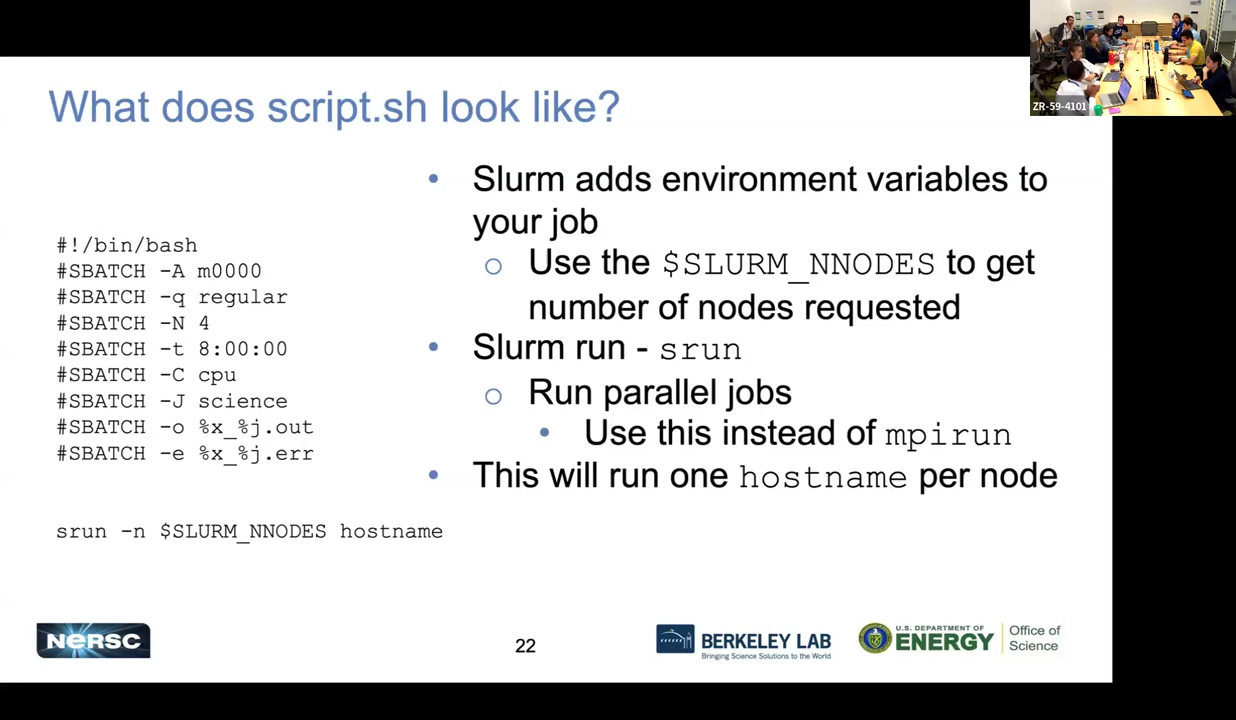 ZR-59-4101
What does script.sh look like?
#!/bin/bash
#SBATCH -A m0000
#SBATCH -q regular
#SBATCH -N 4
#SBATCH -t 8:00:00
#SBATCH -C cpu
#SBATCH -J science
#SBATCH -o %x_%j.out
#SBATCH -e %x_%j.err
srun -n $SLURM_NNODES hostname
• Slurm adds environment variables to
your job
○ Use the $SLURM_NNODES to get
number of nodes requested
• Slurm run - srun
○ Run parallel jobs
• Use this instead of mpirun
• This will run one hostname per node
NERSC
22
BERKELEY LAB
Bringing Science Solutions to the World
U.S. DEPARTMENT OF
ENERGY
Office of
Science